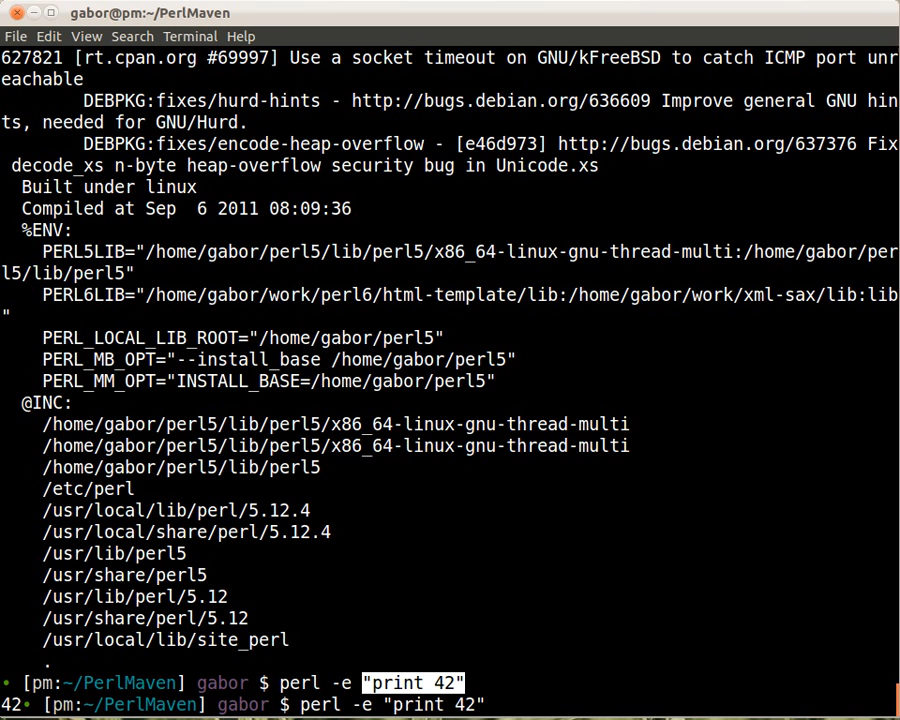 gabor@pm:~/PerlMaven
File Edit View Search Terminal Help
627821 [rt.cpan.org #69997] Use a socket timeout on GNU/kFreeBSD to catch ICMP port unr
eachable
        DEBPKG:fixes/hurd-hints - http://bugs.debian.org/636609 Improve general GNU hin
ts, needed for GNU/Hurd.
        DEBPKG:fixes/encode-heap-overflow - [e46d973] http://bugs.debian.org/637376 Fix
 decode_xs n-byte heap-overflow security bug in Unicode.xs
  Built under linux
  Compiled at Sep  6 2011 08:09:36
  %ENV:
    PERL5LIB="/home/gabor/perl5/lib/perl5/x86_64-linux-gnu-thread-multi:/home/gabor/per
l5/lib/perl5"
    PERL6LIB="/home/gabor/work/perl6/html-template/lib:/home/gabor/work/xml-sax/lib:lib
"
    PERL_LOCAL_LIB_ROOT="/home/gabor/perl5"
    PERL_MB_OPT="--install_base /home/gabor/perl5"
    PERL_MM_OPT="INSTALL_BASE=/home/gabor/perl5"
  @INC:
    /home/gabor/perl5/lib/perl5/x86_64-linux-gnu-thread-multi
    /home/gabor/perl5/lib/perl5/x86_64-linux-gnu-thread-multi
    /home/gabor/perl5/lib/perl5
    /etc/perl
    /usr/local/lib/perl/5.12.4
    /usr/local/share/perl/5.12.4
    /usr/lib/perl5
    /usr/share/perl5
    /usr/lib/perl/5.12
    /usr/share/perl/5.12
    /usr/local/lib/site_perl
    .
• [pm:~/PerlMaven] gabor $ perl -e "print 42"
42• [pm:~/PerlMaven] gabor $ perl -e "print 42"